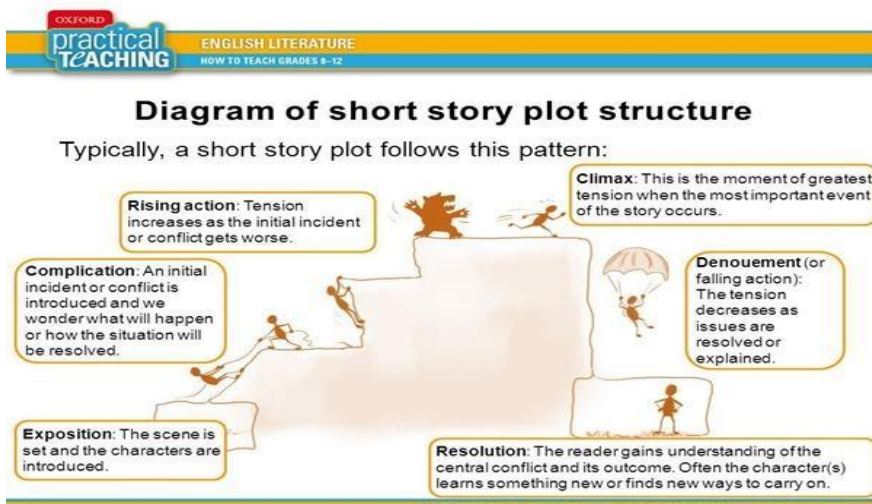 OXFORD
practical
TEACHING
ENGLISH LITERATURE
HOW TO TEACH GRADES 8–12
Diagram of short story plot structure
Typically, a short story plot follows this pattern:
Climax: This is the moment of greatest
tension when the most important event
of the story occurs.
Rising action: Tension
increases as the initial incident
or conflict gets worse.
Complication: An initial
incident or conflict is
introduced and we
wonder what will happen
or how the situation will
be resolved.
Denouement (or
falling action):
The tension
decreases as
issues are
resolved or
explained.
Exposition: The scene is
set and the characters are
introduced.
Resolution: The reader gains understanding of the
central conflict and its outcome. Often the character(s)
learns something new or finds new ways to carry on.